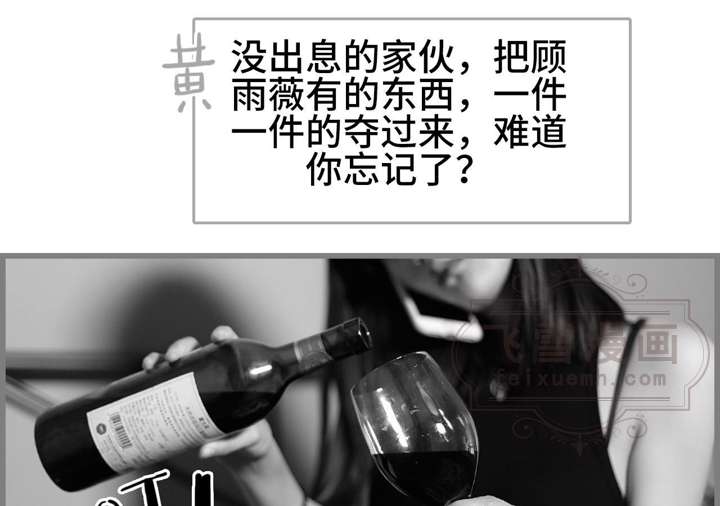 黄
没出息的家伙，把顾
雨薇有的东西，一件
一件的夺过来，难道
你忘记了？
飞雪漫画
feixuemh.com